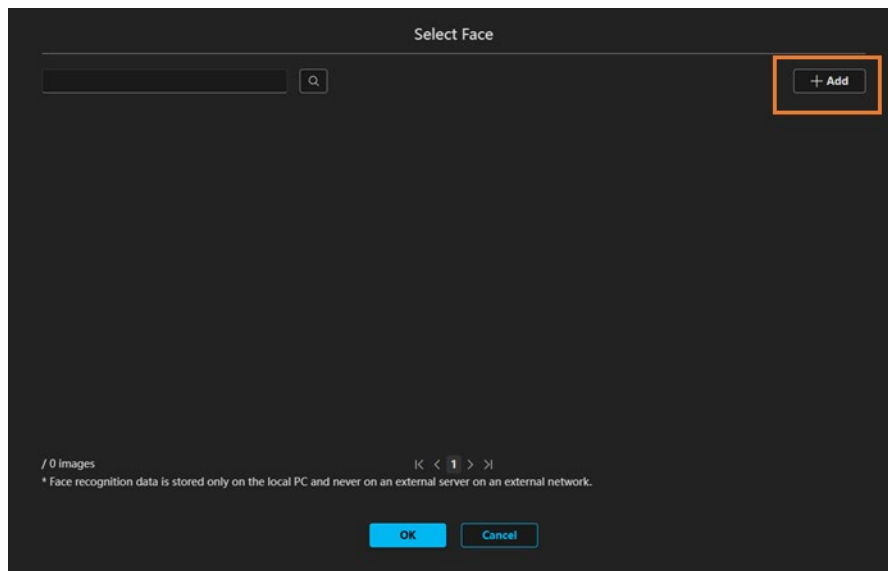 Select Face
+ Add
/ 0 images
1
* Face recognition data is stored only on the local PC and never on an external server on an external network.
OK
Cancel